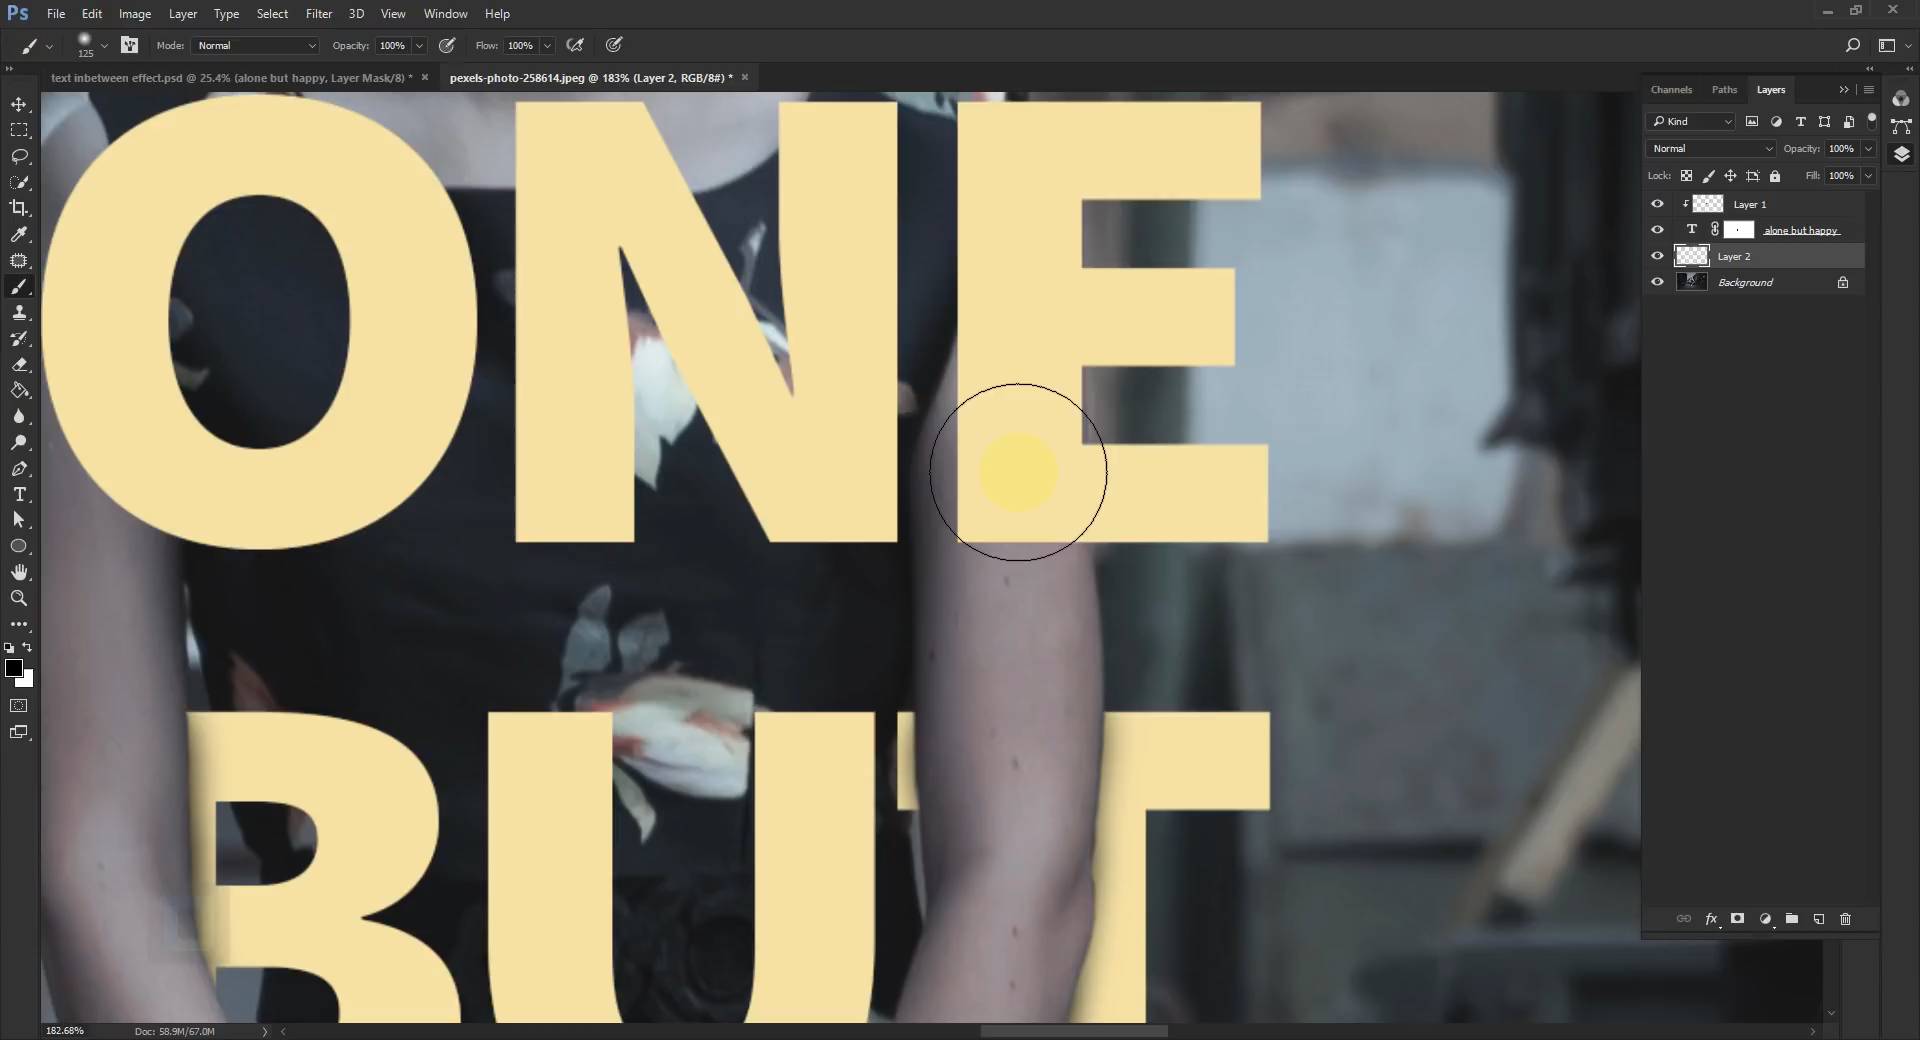 Ps File Edit Image Layer Type Select Filter 3D View Window Help
125 Mode: Normal Opacity: 100% Flow: 100%
text inbetween effect.psd @ 25.4% (alone but happy, Layer Mask/8) * × pexels-photo-258614.jpeg @ 183% (Layer 2, RGB/8#) * ×
Channels Paths Layers
Kind
Normal Opacity: 100%
Lock: Fill: 100%
Layer 1
T alone but happy
Layer 2
Background
ONE
BUT
fx
182.68% Doc: 58.9M/67.0M